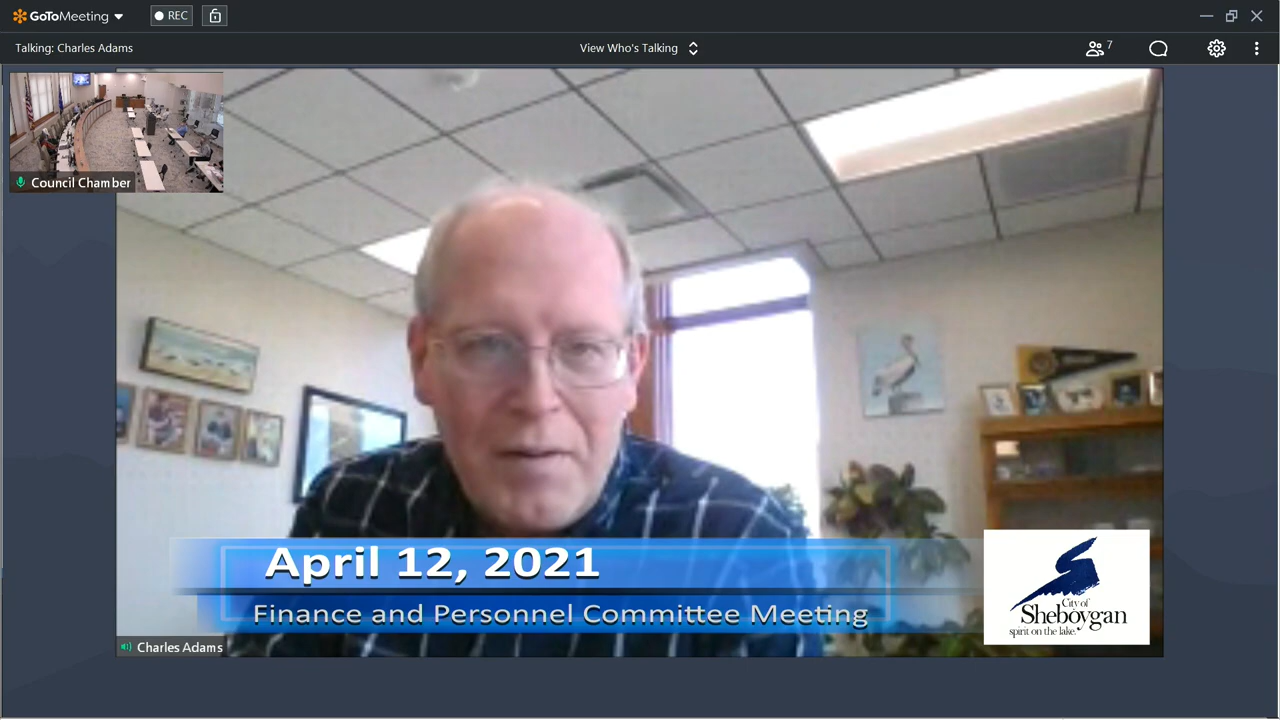 GoToMeeting
REC
Talking: Charles Adams
View Who's Talking
7
Council Chamber
April 12, 2021
Finance and Personnel Committee Meeting
City of
Sheboygan
spirit on the lake.
Charles Adams